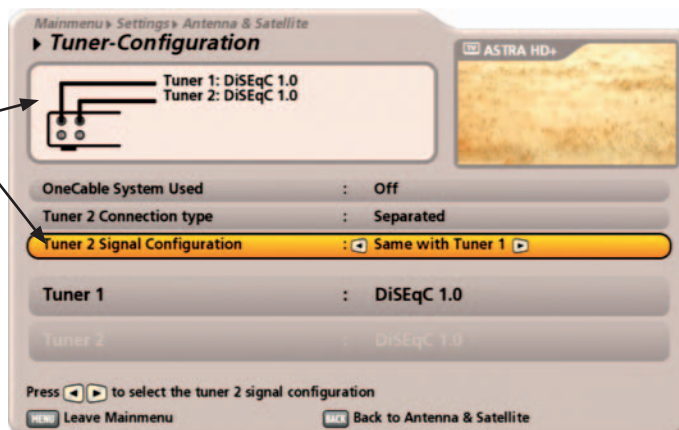 Mainmenu Settings Antenna & Satellite
Tuner-Configuration
TV ASTRA HD+
Tuner 1: DiSEqC 1.0
Tuner 2: DiSEqC 1.0
OneCable System Used : Off
Tuner 2 Connection type : Separated
Tuner 2 Signal Configuration : Same with Tuner 1
Tuner 1 : DiSEqC 1.0
Tuner 2 : DiSEqC 1.0
Press to select the tuner 2 signal configuration
MENU Leave Mainmenu BACK Back to Antenna & Satellite